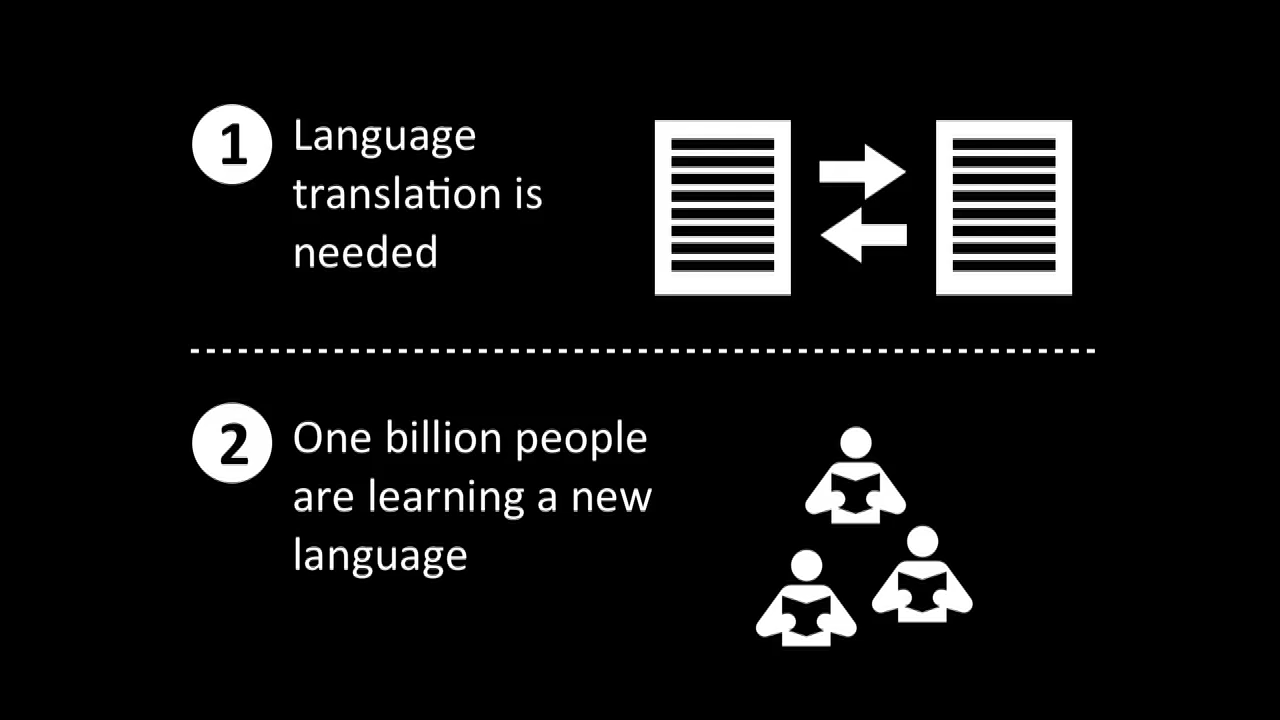 1 Language
translation is
needed
2 One billion people
are learning a new
language